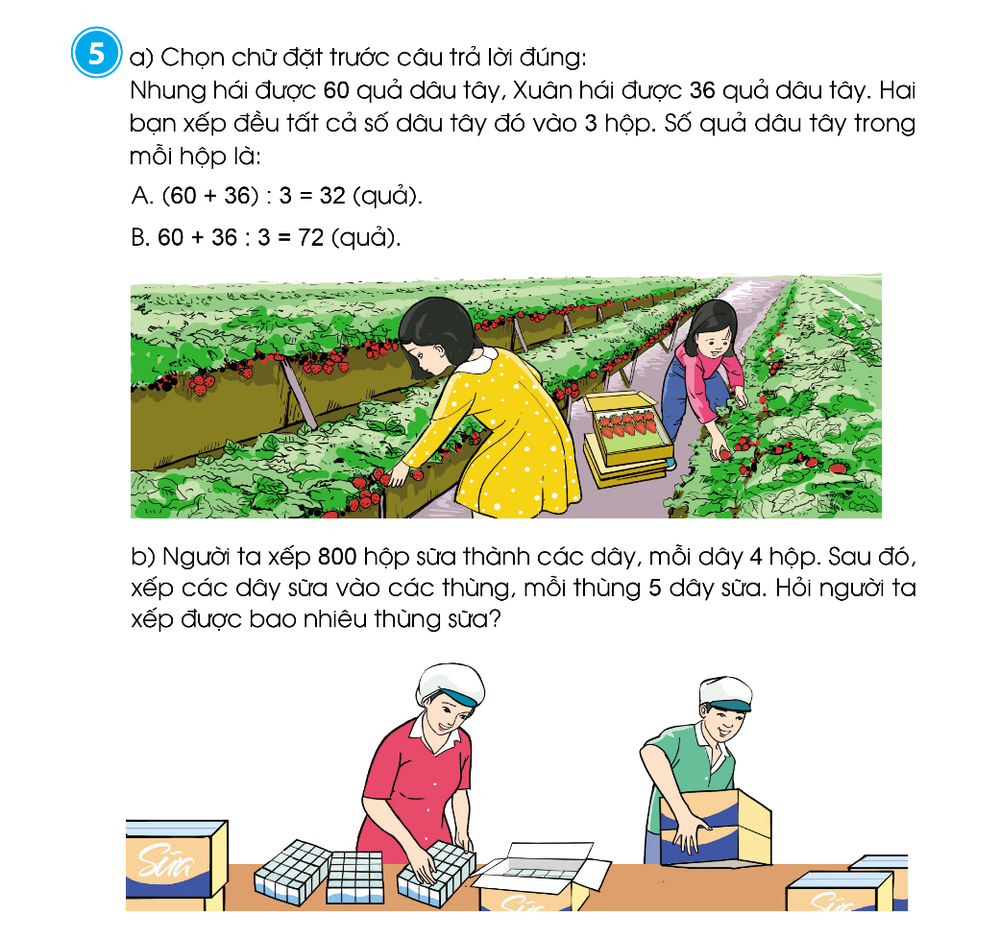 5
a) Chọn chữ đặt trước câu trả lời đúng:
Nhung hái được 60 quả dâu tây, Xuân hái được 36 quả dâu tây. Hai
bạn xếp đều tất cả số dâu tây đó vào 3 hộp. Số quả dâu tây trong
mỗi hộp là:
A. (60 + 36) : 3 = 32 (quả).
B. 60 + 36 : 3 = 72 (quả).
b) Người ta xếp 800 hộp sữa thành các dây, mỗi dây 4 hộp. Sau đó,
xếp các dây sữa vào các thùng, mỗi thùng 5 dây sữa. Hỏi người ta
xếp được bao nhiêu thùng sữa?
Sữa
Sữa
Sữa